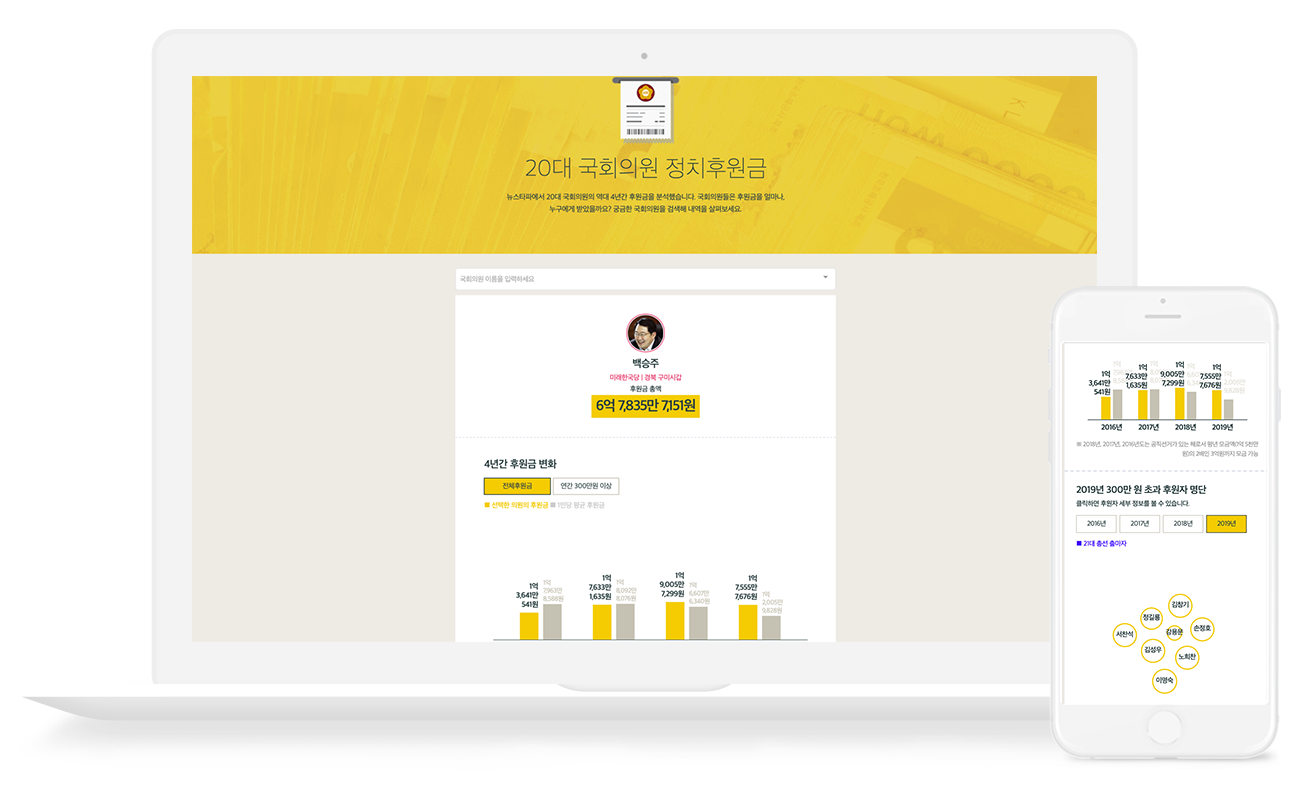 20대 국회의원 정치후원금
뉴스타파에서 20대 국회의원의 역대 4년간 후원금을 분석했습니다. 국회의원들은 후원금을 얼마나,
누구에게 받았을까요? 궁금한 국회의원을 검색해 내역을 살펴보세요.
국회의원 이름을 입력하세요
백승주
미래한국당 | 경북 구미시갑
후원금 총액
6억 7,835만 7,151원
4년간 후원금 변화
전체후원금
연간 300만원 이상
선택한 의원의 후원금
1인당 평균 후원금
1억
3,641만
541원
1억
2,963만
8,588원
1억
7,633만
1,635원
1억
8,092만
8,076원
1억
9,005만
7,299원
1억
6,607만
6,340원
1억
7,555만
7,676원
1억
2,005만
9,828원
1억
3,641만
541원
1억
7,633만
1,635원
1억
9,005만
7,299원
1억
7,555만
7,676원
2016년
2017년
2018년
2019년
※ 2018년, 2017년, 2016년도는 공직선거가 있는 해로서 평년 모금액(1억 5천만
원)의 2배인 3억원까지 모금 가능
2019년 300만 원 초과 후원자 명단
클릭하면 후원자 세부 정보를 볼 수 있습니다.
2016년
2017년
2018년
2019년
21대 총선 출마자
김창기
정길룡
서찬석
강용운
손정호
김성우
노희찬
이명숙